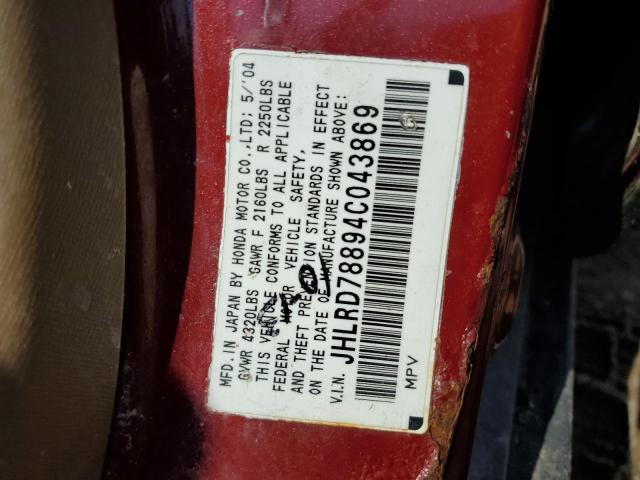 MFD.IN JAPAN BY HONDA MOTOR CO.,LTD; 5/'04
GVWR 4320LBS GAWR F 2160LBS R 2250LBS
THIS VEHICLE CONFORMS TO ALL APPLICABLE
FEDERAL MOTOR VEHICLE SAFETY,
AND THEFT PREVENTION STANDARDS IN EFFECT
ON THE DATE OF MANUFACTURE SHOWN ABOVE:
V.I.N. JHLRD78894C043869
MPV